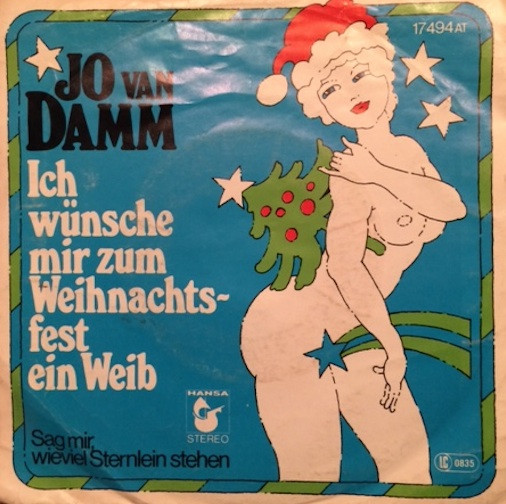 17494 AT
JO VAN
DAMM
Ich
wünsche
mir zum
Weihnachts-
fest
ein Weib
HANSA
STEREO
Sag mir,
wieviel Sternlein stehen
LC 0835